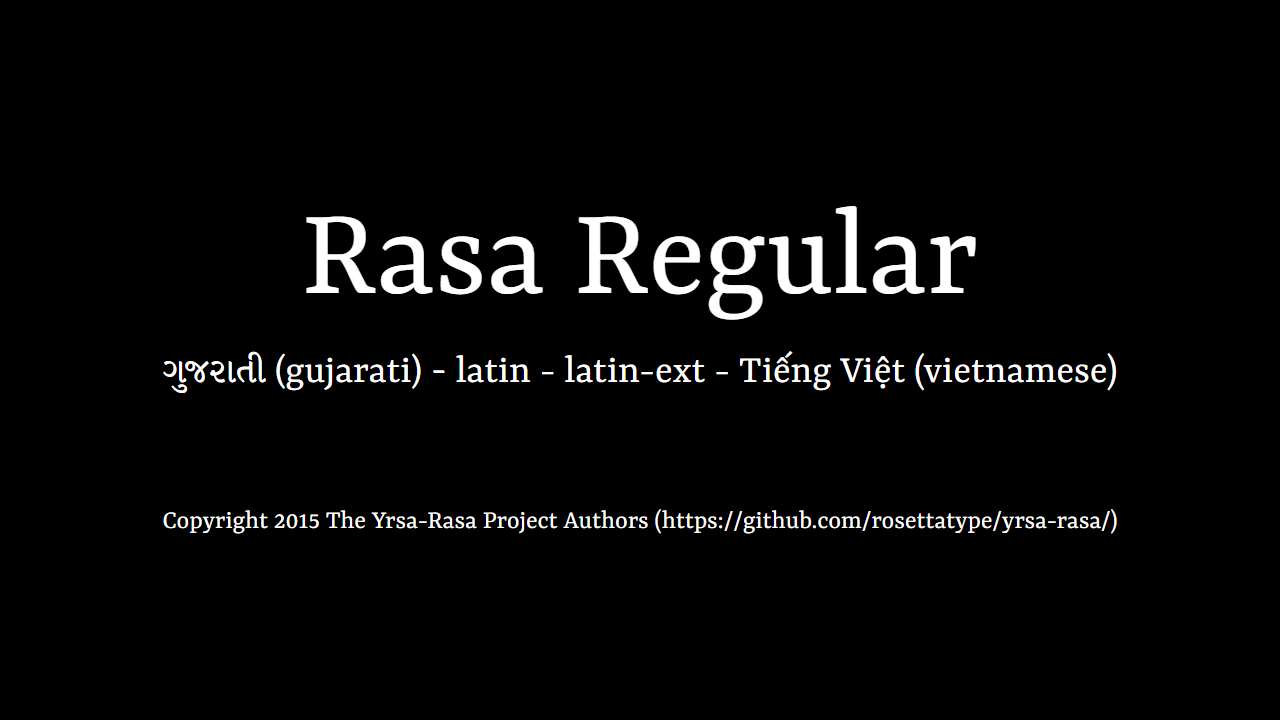 Rasa Regular
ગુજરાતી (gujarati) - latin - latin-ext - Tiếng Việt (vietnamese)
Copyright 2015 The Yrsa-Rasa Project Authors (https://github.com/rosettatype/yrsa-rasa/)